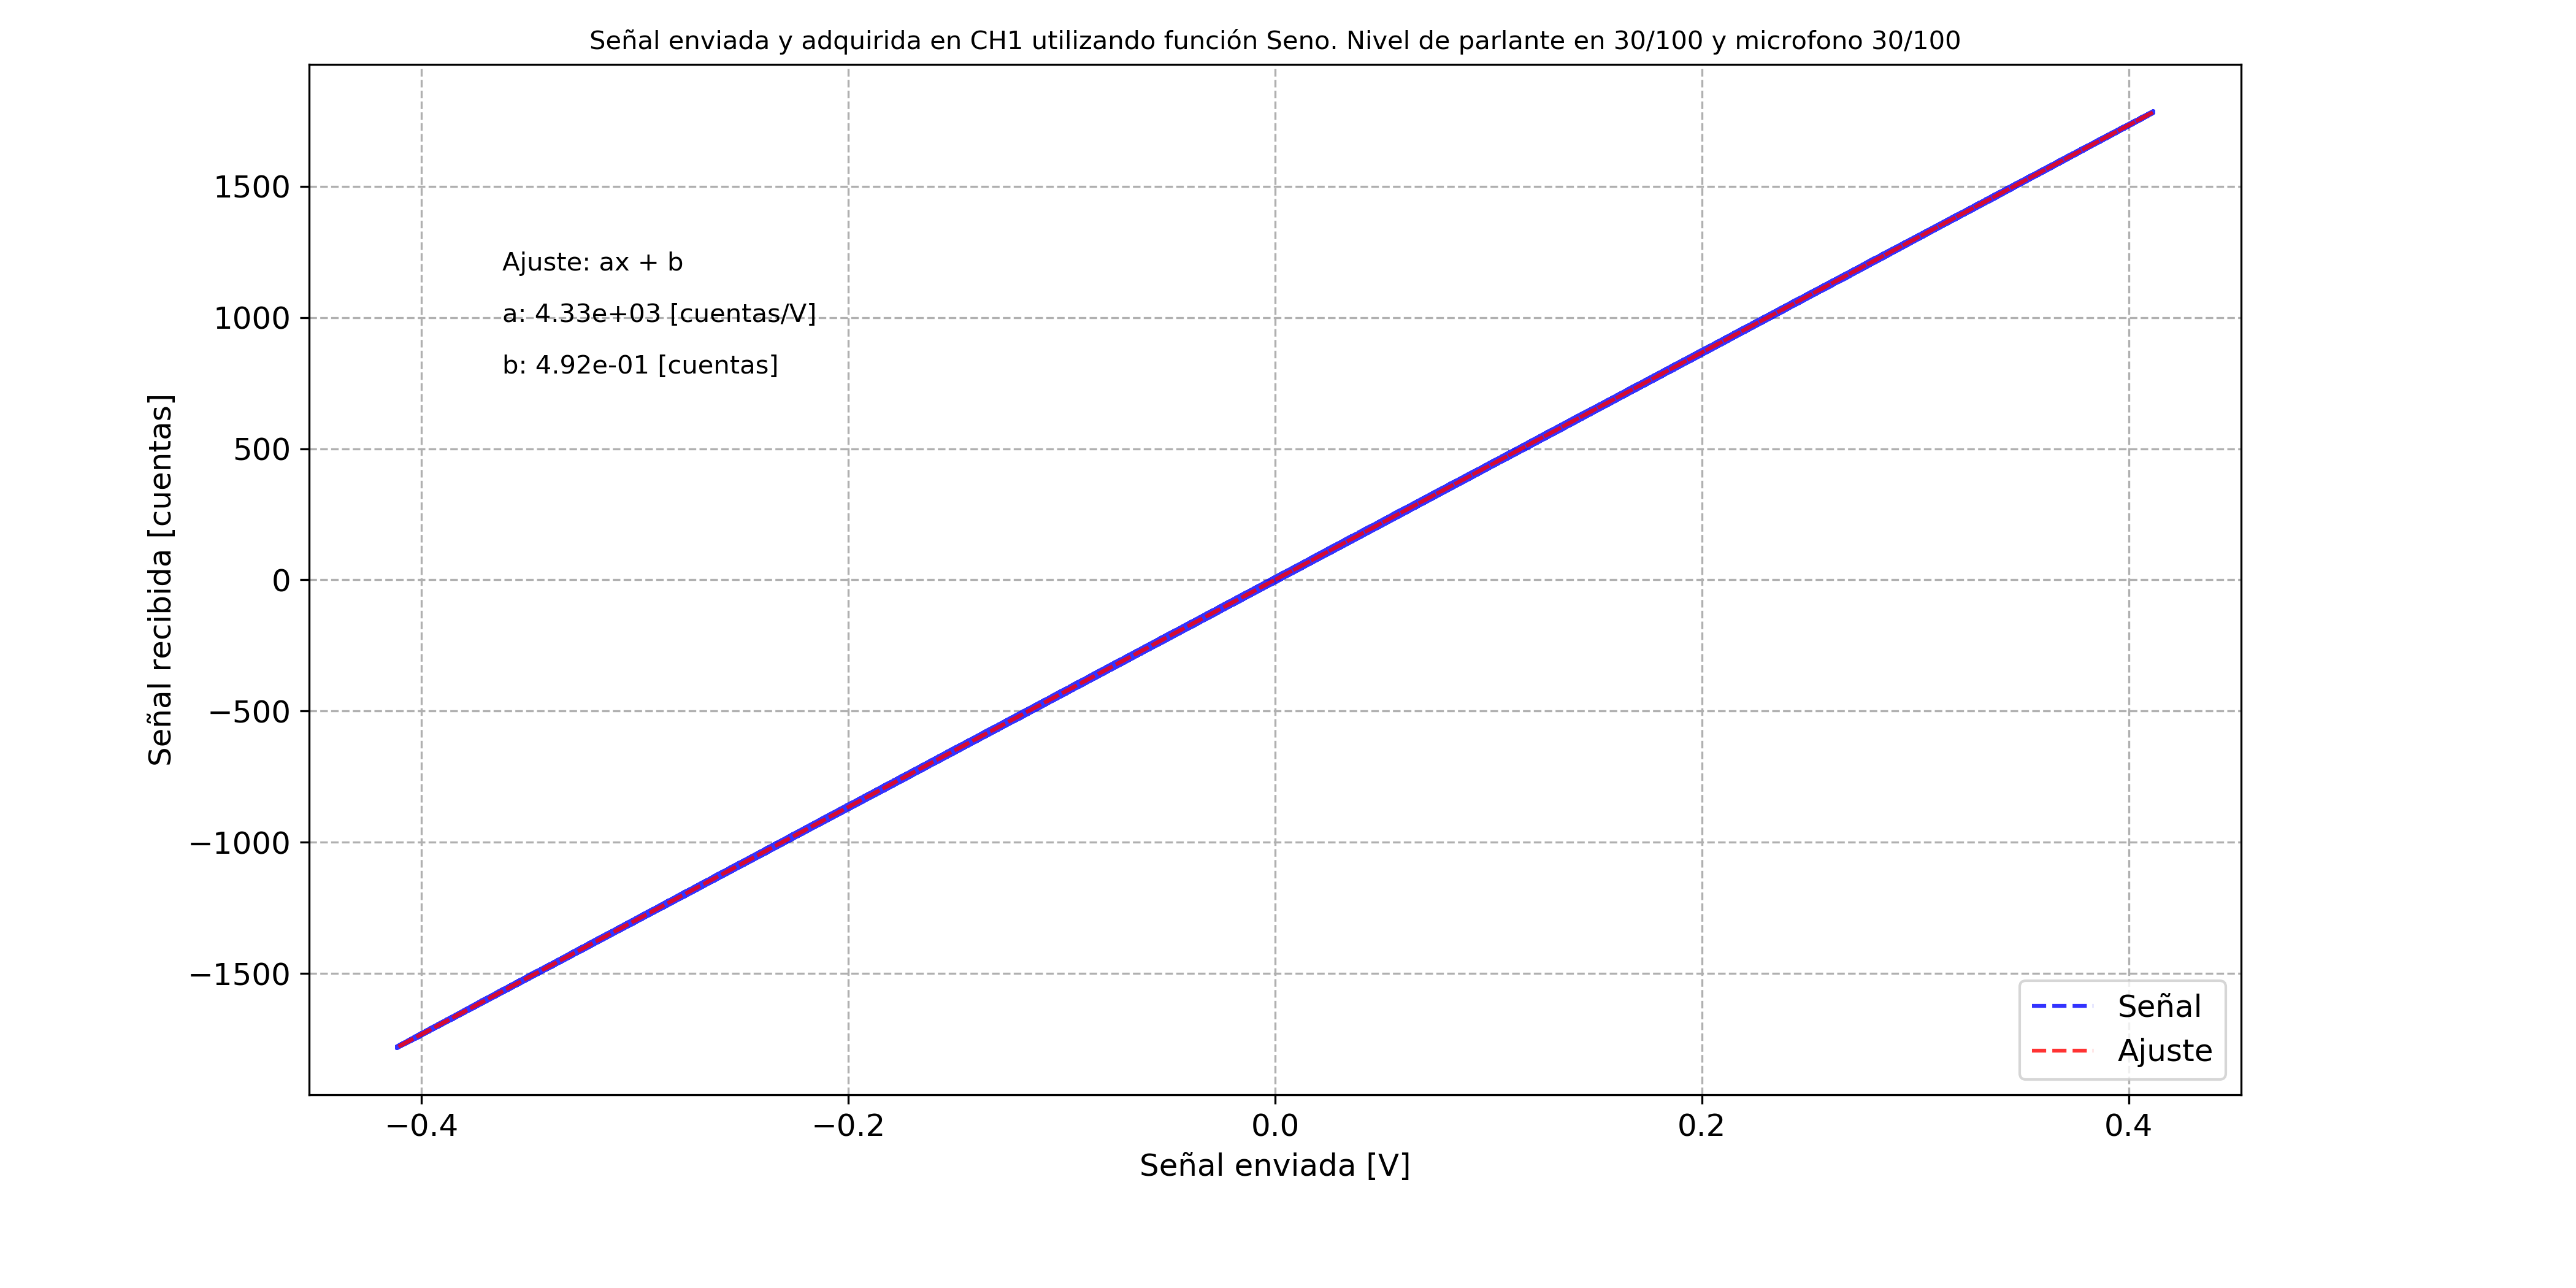 Señal enviada y adquirida en CH1 utilizando función Seno. Nivel de parlante en 30/100 y microfono 30/100
Ajuste: ax + b
a: 4.33e+03 [cuentas/V]
b: 4.92e-01 [cuentas]
Señal recibida [cuentas]
1500
1000
500
0
−500
−1000
−1500
−0.4
−0.2
0.0
0.2
0.4
Señal enviada [V]
Señal
Ajuste